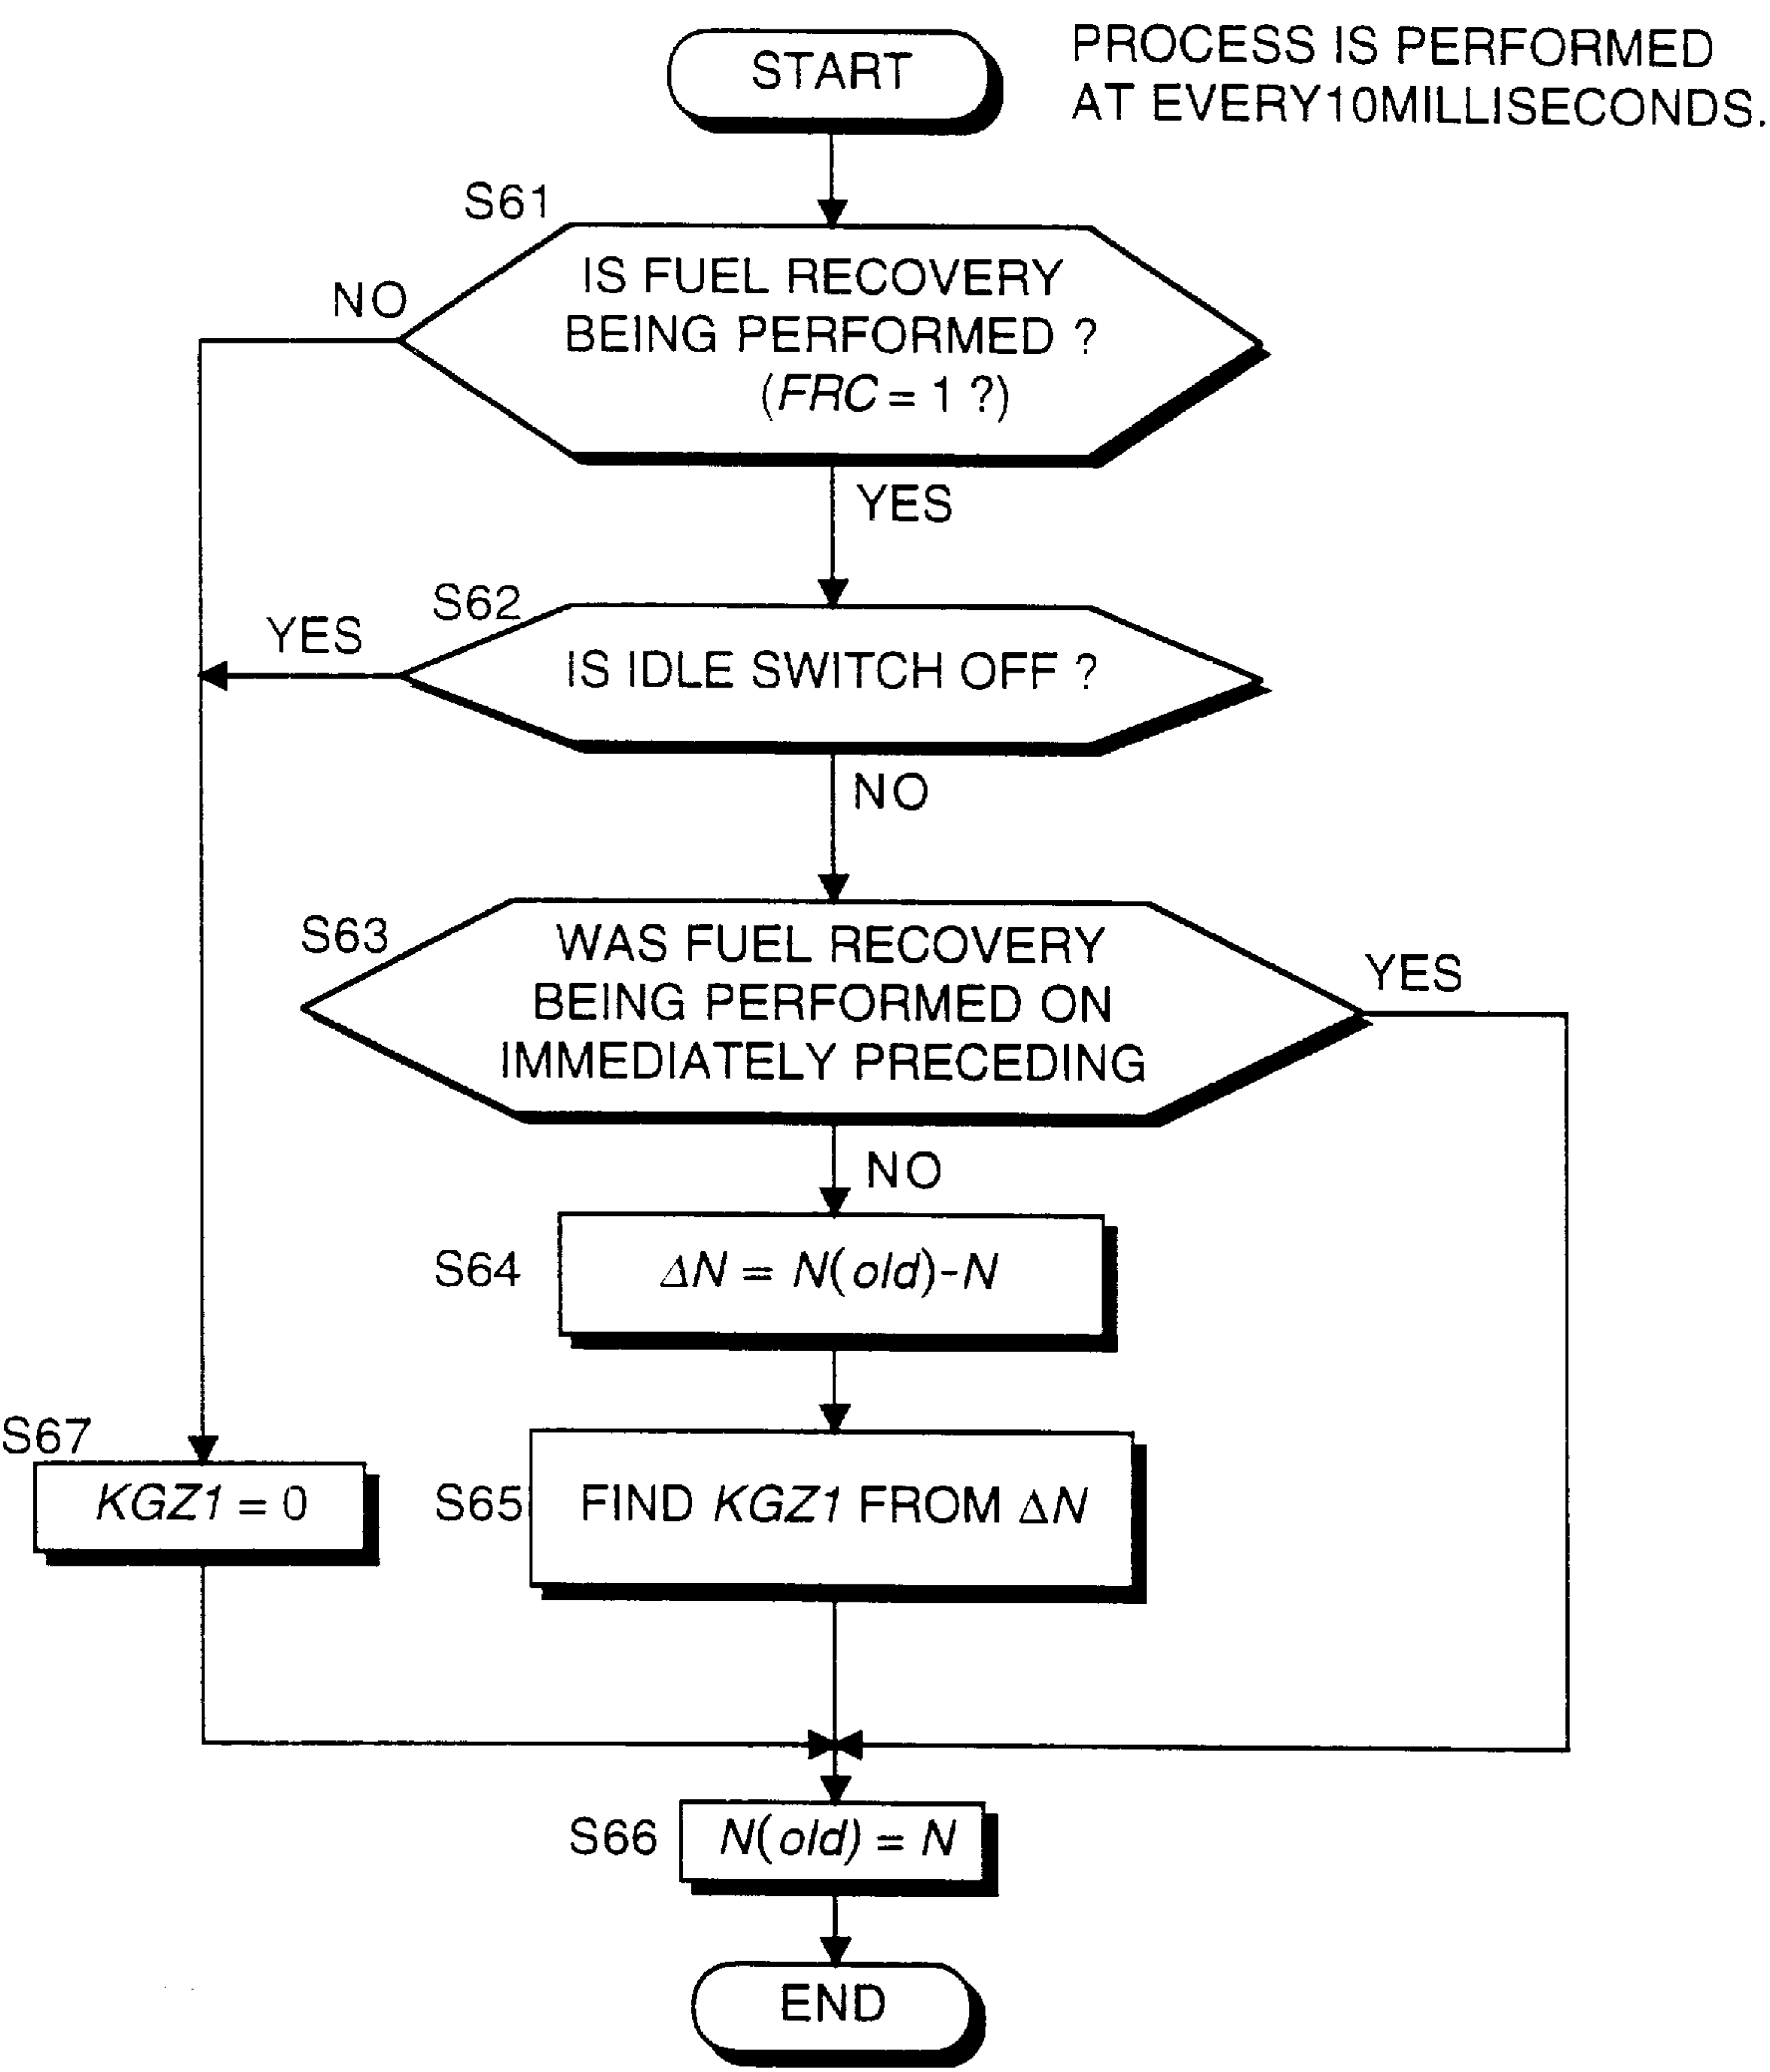 START
PROCESS IS PERFORMED
AT EVERY10MILLISECONDS.
S61
IS FUEL RECOVERY
BEING PERFORMED ?
(FRC = 1 ?)
NO
YES
S62
IS IDLE SWITCH OFF ?
YES
NO
S63
WAS FUEL RECOVERY
BEING PERFORMED ON
IMMEDIATELY PRECEDING
YES
NO
S64
ΔN = N(old)-N
S67
KGZ1 = 0
S65
FIND KGZ1 FROM ΔN
S66
N(old) = N
END